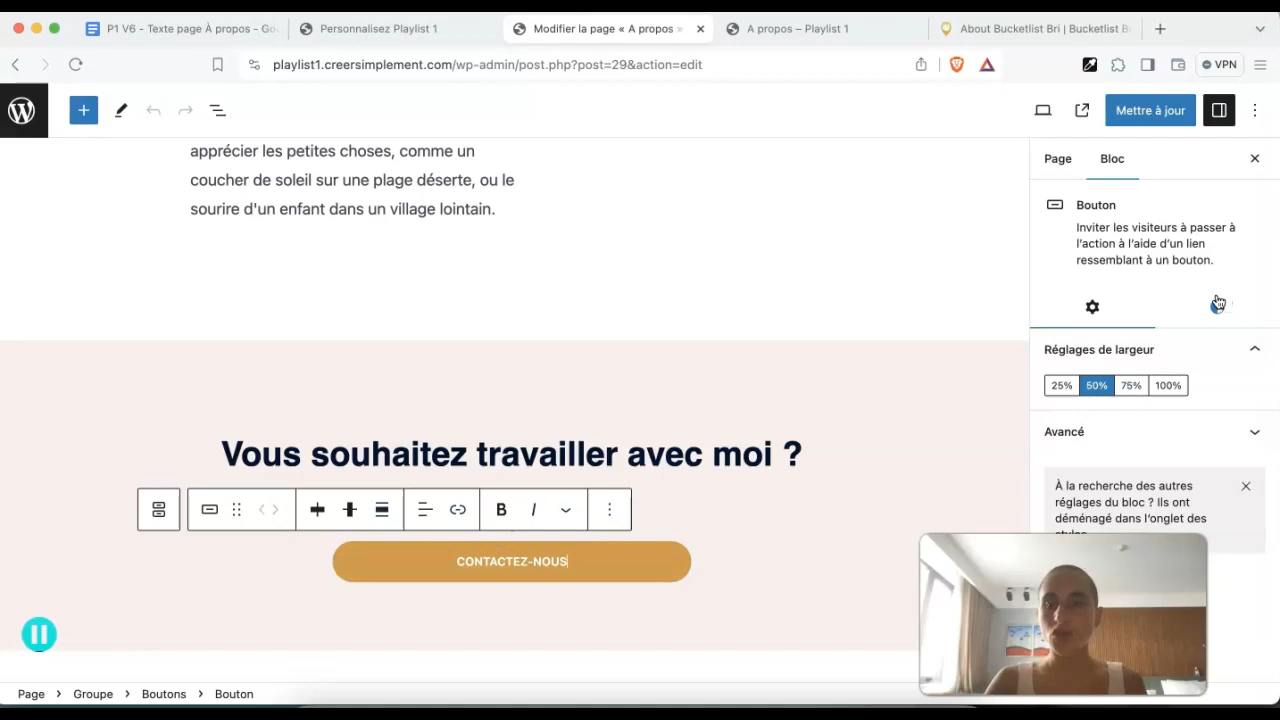 P1 V6 - Texte page À propos - Go
Personnalisez Playlist 1
Modifier la page « A propos »
A propos – Playlist 1
About Bucketlist Bri | Bucketlist Br
playlist1.creersimplement.com/wp-admin/post.php?post=29&action=edit
VPN
Mettre à jour
apprécier les petites choses, comme un
coucher de soleil sur une plage déserte, ou le
sourire d'un enfant dans un village lointain.
Vous souhaitez travailler avec moi ?
B I
CONTACTEZ-NOUS
Page Bloc
Bouton
Inviter les visiteurs à passer à
l'action à l'aide d'un lien
ressemblant à un bouton.
Réglages de largeur
25% 50% 75% 100%
Avancé
À la recherche des autres
réglages du bloc ? Ils ont
déménagé dans l'onglet des
styles.
Page > Groupe > Boutons > Bouton